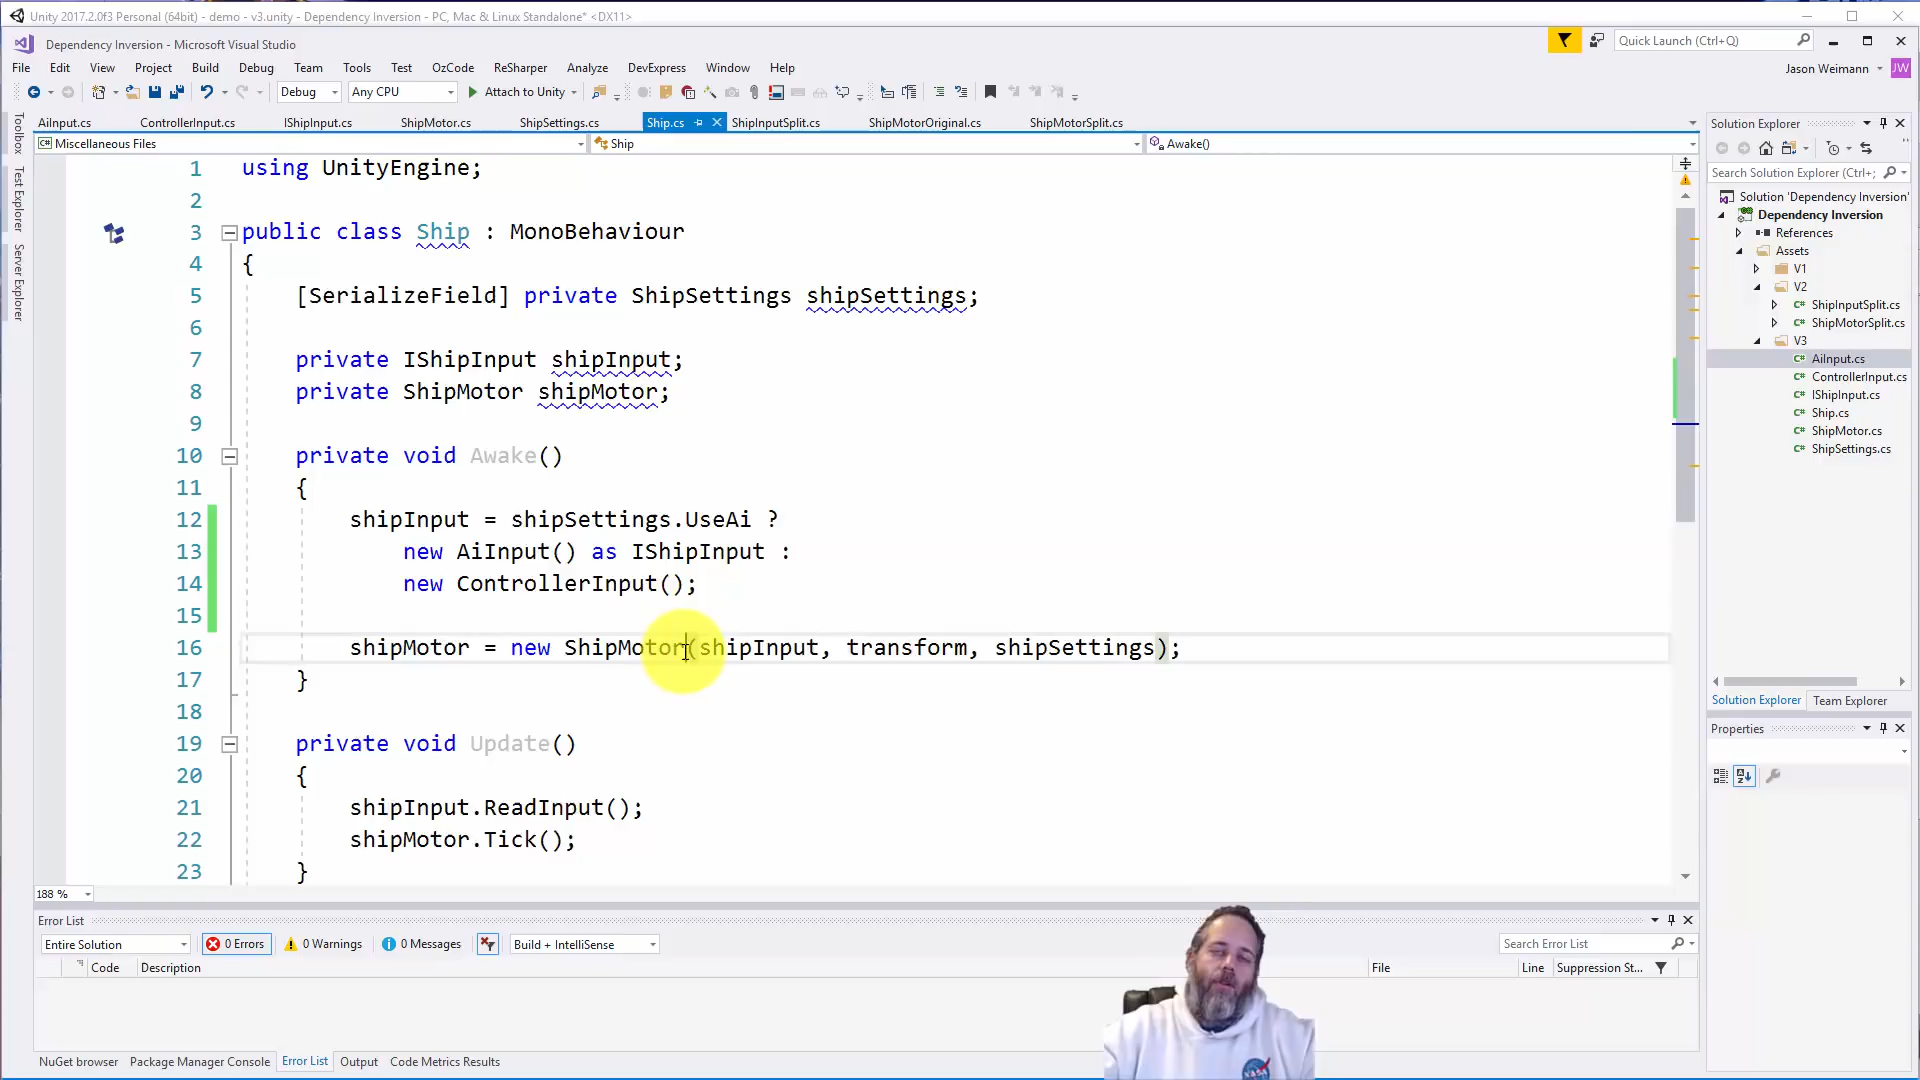 Unity 2017.2.0f3 Personal (64bit) - demo - v3.unity - Dependency Inversion - PC, Mac & Linux Standalone* <DX11>
Dependency Inversion - Microsoft Visual Studio
Quick Launch (Ctrl+Q)
File Edit View Project Build Debug Team Tools Test OzCode ReSharper Analyze DevExpress Window Help
Jason Weimann JW
Debug Any CPU Attach to Unity
AiInput.cs ControllerInput.cs IShipInput.cs ShipMotor.cs ShipSettings.cs Ship.cs ShipInputSplit.cs ShipMotorOriginal.cs ShipMotorSplit.cs
Miscellaneous Files Ship Awake()
Toolbox
Test Explorer
Server Explorer
1 using UnityEngine;
2
3 public class Ship : MonoBehaviour
4 {
5 [SerializeField] private ShipSettings shipSettings;
6
7 private IShipInput shipInput;
8 private ShipMotor shipMotor;
9
10 private void Awake()
11 {
12 shipInput = shipSettings.UseAi ?
13 new AiInput() as IShipInput :
14 new ControllerInput();
15
16 shipMotor = new ShipMotor(shipInput, transform, shipSettings);
17 }
18
19 private void Update()
20 {
21 shipInput.ReadInput();
22 shipMotor.Tick();
23 }
188 %
Solution Explorer
Search Solution Explorer (Ctrl+;
Solution 'Dependency Inversion'
Dependency Inversion
References
Assets
V1
V2
ShipInputSplit.cs
ShipMotorSplit.cs
V3
AiInput.cs
ControllerInput.cs
IShipInput.cs
Ship.cs
ShipMotor.cs
ShipSettings.cs
Solution Explorer Team Explorer
Properties
Error List
Entire Solution 0 Errors 0 Warnings 0 Messages Build + IntelliSense Search Error List
Code Description File Line Suppression St...
NuGet browser Package Manager Console Error List Output Code Metrics Results